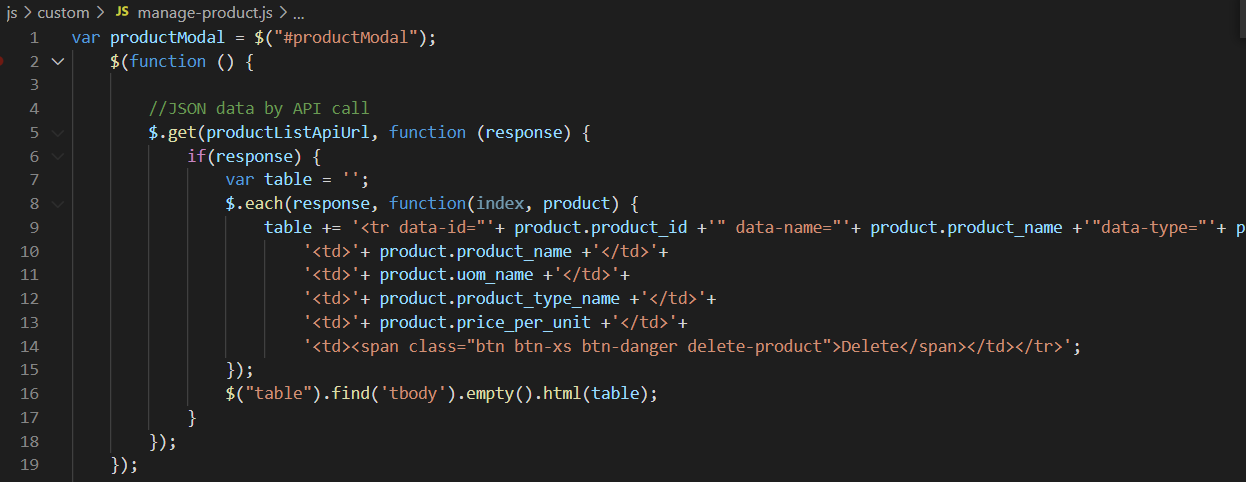 js > custom > JS manage-product.js > ...
1 var productModal = $("#productModal");
2 $(function () {
3
4 //JSON data by API call
5 $.get(productListApiUrl, function (response) {
6 if(response) {
7 var table = '';
8 $.each(response, function(index, product) {
9 table += '<tr data-id="'+ product.product_id +'" data-name="'+ product.product_name +'"data-type="'+ p
10 '<td>'+ product.product_name +'</td>'+
11 '<td>'+ product.uom_name +'</td>'+
12 '<td>'+ product.product_type_name +'</td>'+
13 '<td>'+ product.price_per_unit +'</td>'+
14 '<td><span class="btn btn-xs btn-danger delete-product">Delete</span></td></tr>';
15 });
16 $("table").find('tbody').empty().html(table);
17 }
18 });
19 });